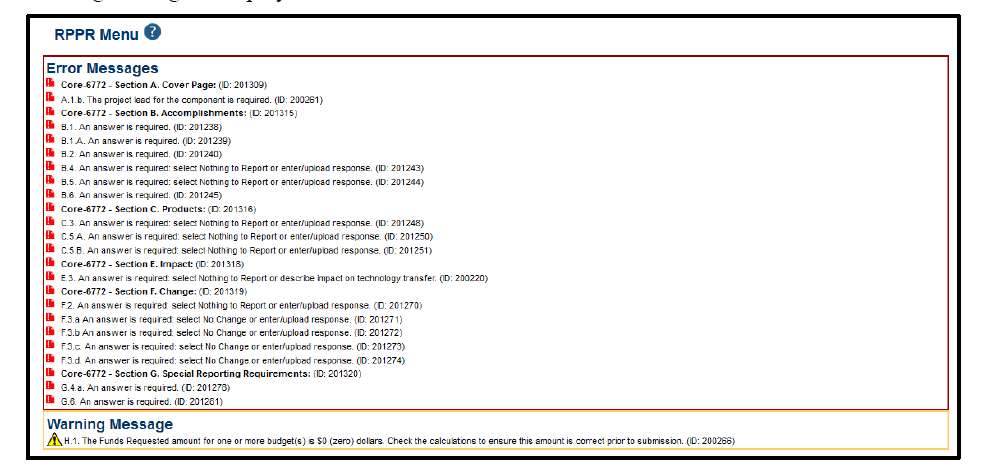 RPPR Menu ?
Error Messages
Core-6772 - Section A. Cover Page: (ID: 201309)
A.1.b. The project lead for the component is required. (ID: 200261)
Core-6772 - Section B. Accomplishments: (ID: 201315)
B.1. An answer is required. (ID: 201238)
B.1.A. An answer is required. (ID: 201239)
B.2. An answer is required. (ID: 201240)
B.4. An answer is required: select Nothing to Report or enter/upload response. (ID: 201243)
B.5. An answer is required: select Nothing to Report or enter/upload response. (ID: 201244)
B.6. An answer is required. (ID: 201245)
Core-6772 - Section C. Products: (ID: 201316)
C.3. An answer is required: select Nothing to Report or enter/upload response. (ID: 201248)
C.5.A. An answer is required: select Nothing to Report or enter/upload response. (ID: 201250)
C.5.B. An answer is required: select Nothing to Report or enter/upload response. (ID: 201251)
Core-6772 - Section E. Impact: (ID: 201318)
E.3. An answer is required: select Nothing to Report or describe impact on technology transfer. (ID: 200220)
Core-6772 - Section F. Change: (ID: 201319)
F.2. An answer is required: select Nothing to Report or enter/upload response. (ID: 201270)
F.3.a An answer is required: select No Change or enter/upload response. (ID: 201271)
F.3.b An answer is required: select No Change or enter/upload response. (ID: 201272)
F.3.c. An answer is required: select No Change or enter/upload response. (ID: 201273)
F.3.d. An answer is required: select No Change or enter/upload response. (ID: 201274)
Core-6772 - Section G. Special Reporting Requirements: (ID: 201320)
G.4.a. An answer is required. (ID: 201276)
G.6. An answer is required. (ID: 201281)
Warning Message
H.1. The Funds Requested amount for one or more budget(s) is $0 (zero) dollars. Check the calculations to ensure this amount is correct prior to submission. (ID: 200266)